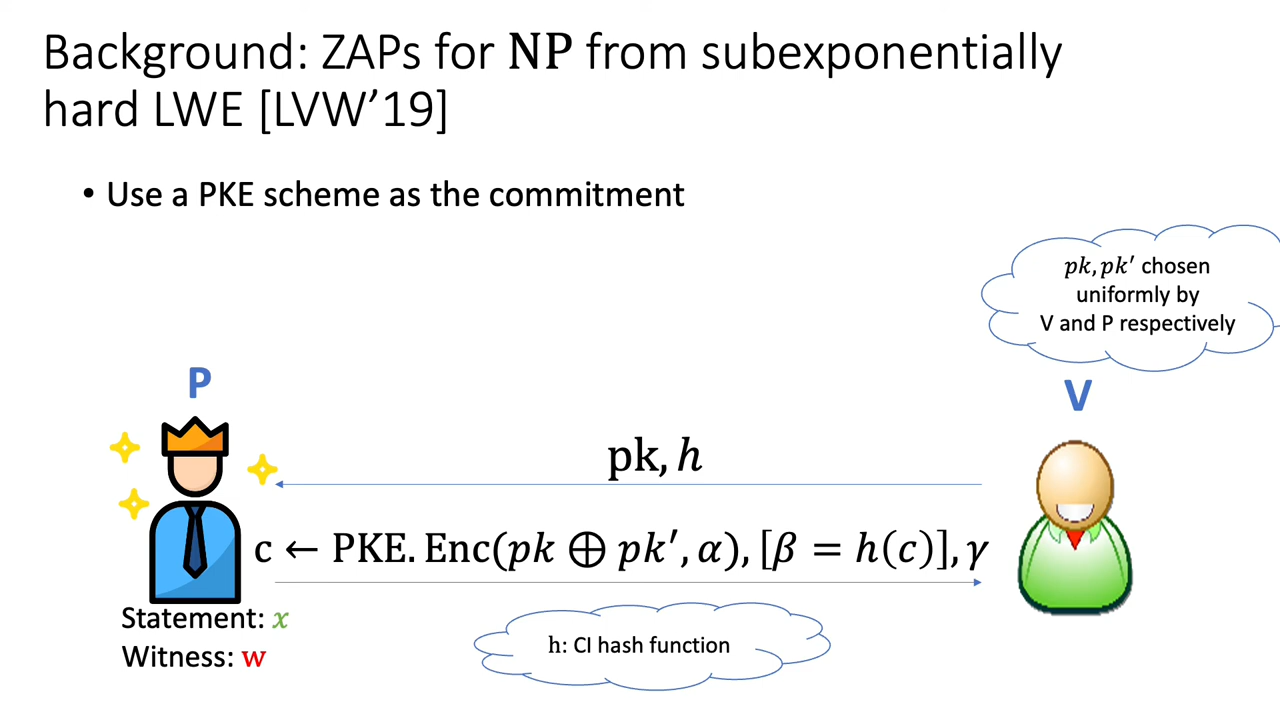 Background: ZAPs for NP from subexponentially
hard LWE [LVW’19]
• Use a PKE scheme as the commitment
pk, pk′ chosen
uniformly by
V and P respectively
P
V
pk, h
c ← PKE. Enc(pk ⊕ pk′, α), [β = h(c)], γ
Statement: x
Witness: w
h: CI hash function